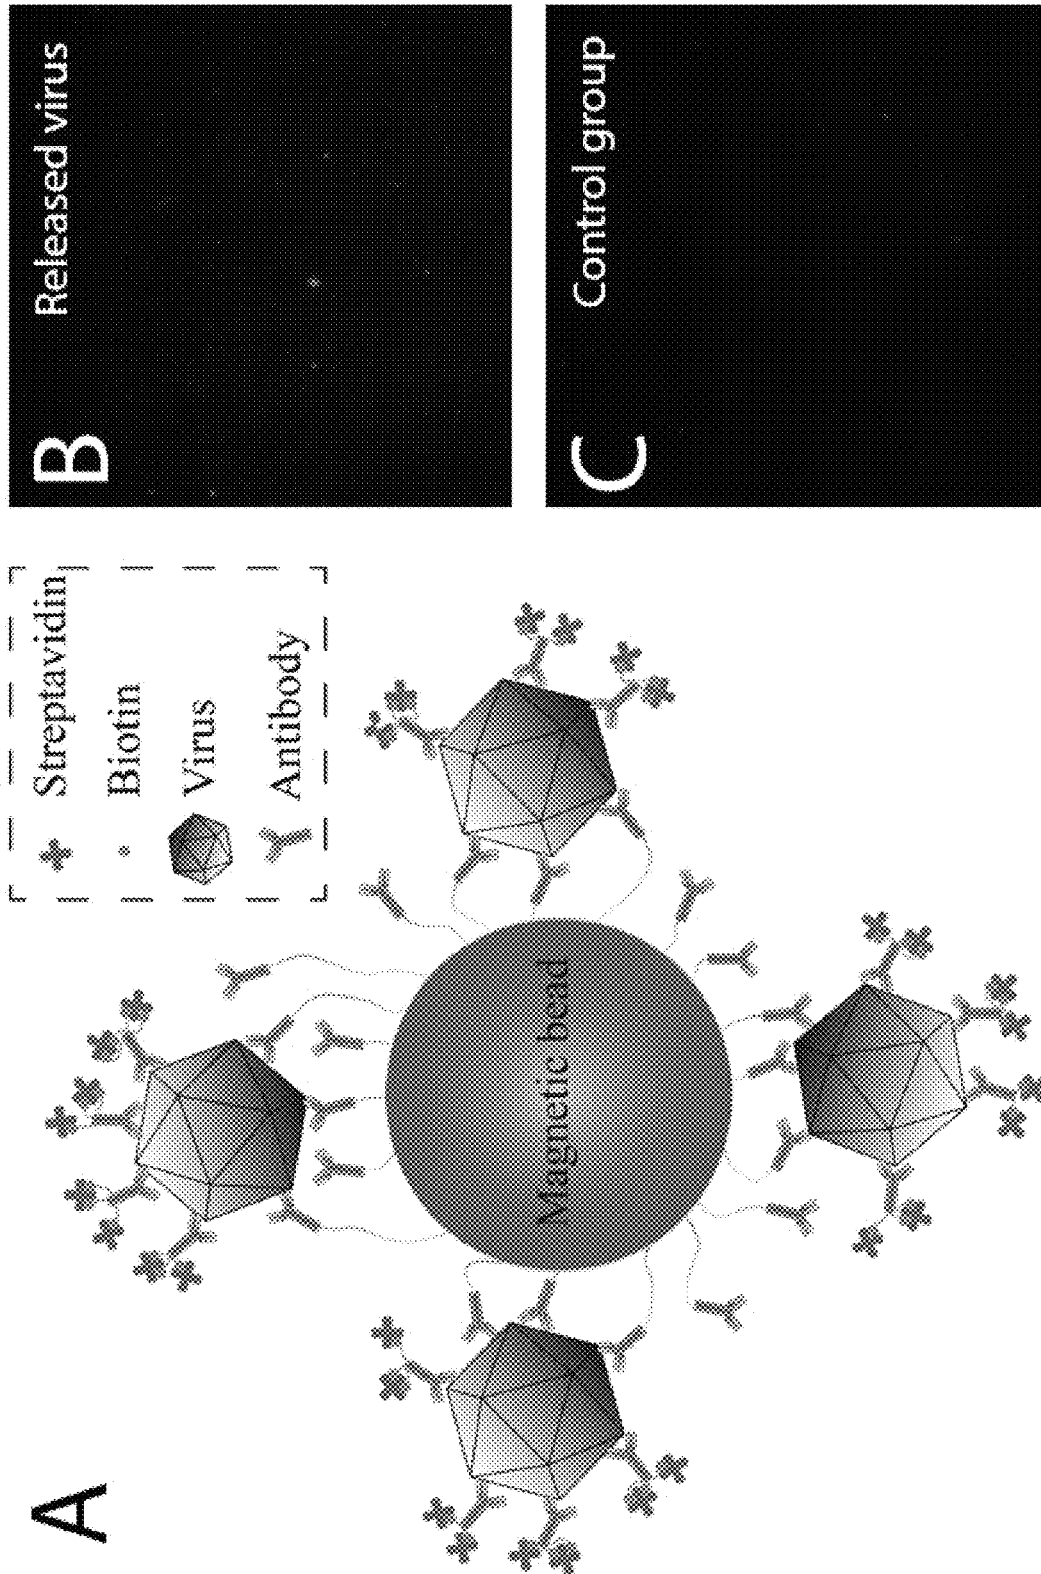 A
Streptavidin
Biotin
Virus
Antibody
Magnetic bead
B
Released virus
C
Control group